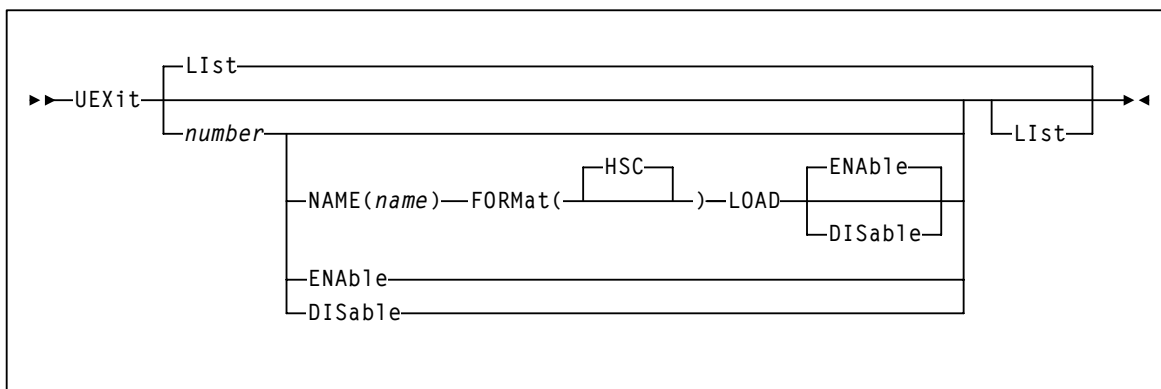 LIst
UEXit
number
LIst
HSC
ENAble
NAME(name) FORMat( ) LOAD
DISable
ENAble
DISable